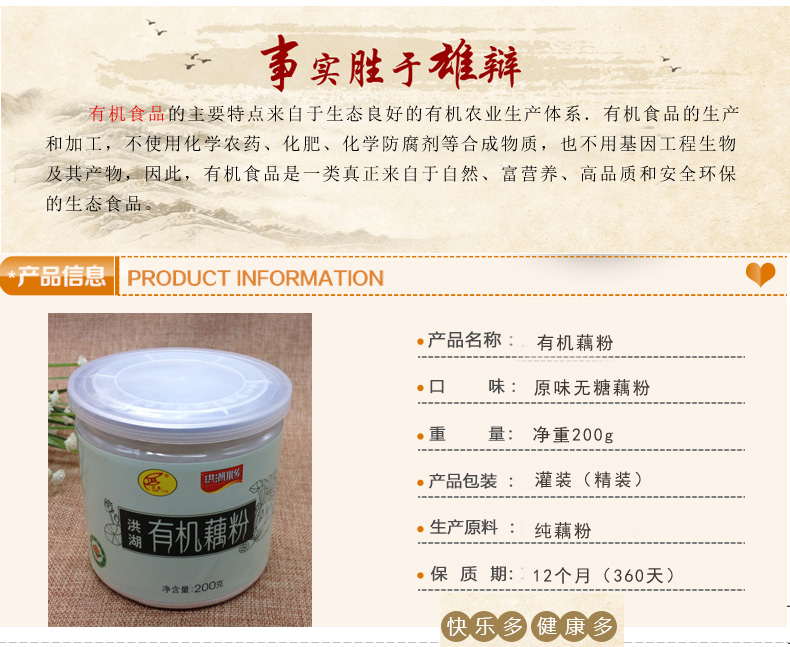 事实胜于雄辩
有机食品的主要特点来自于生态良好的有机农业生产体系．有机食品的生产
和加工，不使用化学农药、化肥、化学防腐剂等合成物质，也不用基因工程生物
及其产物，因此，有机食品是一类真正来自于自然、富营养、高品质和安全环保
的生态食品。
*产品信息 PRODUCT INFORMATION
产品名称： 有机藕粉
口 味： 原味无糖藕粉
重 量： 净重200g
产品包装 ： 灌装（精装）
生产原料 ： 纯藕粉
保 质 期： 12个月（360天）
洪湖
有机藕粉
净含量：200克
快乐多 健康多